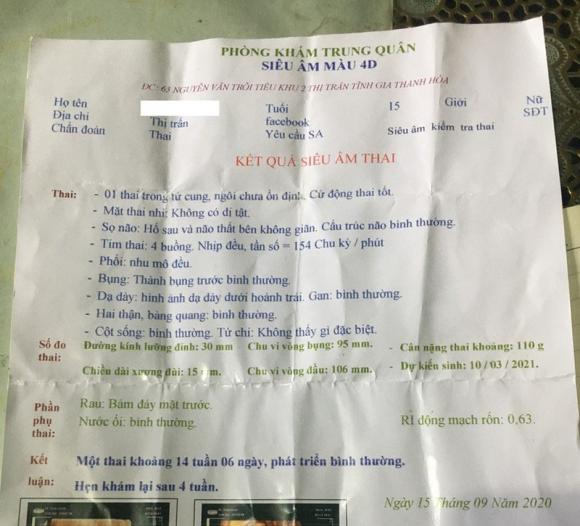 PHÒNG KHÁM TRUNG QUÂN
SIÊU ÂM MÀU 4D
ĐC: 63 NGUYỄN VĂN TRỖI TIỂU KHU 2 THỊ TRẤN TĨNH GIA THANH HÓA
Họ tên Tuổi 15 Giới Nữ
Địa chỉ Thị trấn facebook SĐT
Chẩn đoán Thai Yêu cầu SA Siêu âm kiểm tra thai
KẾT QUẢ SIÊU ÂM THAI
Thai: - 01 thai trong tử cung, ngôi chưa ổn định. Cử động thai tốt.
- Mặt thai nhi: Không có dị tật.
- Sọ não: Hố sau và não thất bên không giãn. Cấu trúc não bình thường.
- Tim thai: 4 buồng. Nhịp đều, tần số = 154 Chu kỳ / phút
- Phổi: nhu mô đều.
- Bụng: Thành bụng trước bình thường.
- Dạ dày: hình ảnh dạ dày dưới hoành trái. Gan: bình thường.
- Hai thận, bàng quang: bình thường.
- Cột sống: bình thường. Tứ chi: Không thấy gì đặc biệt.
Số đo thai: Đường kính lưỡng đỉnh: 30 mm Chu vi vòng bụng: 95 mm. - Cân nặng thai khoảng: 110 g
Chiều dài xương đùi: 15 mm. Chu vi vòng đầu: 106 mm. - Dự kiến sinh: 10 / 03 / 2021.
Phần phụ thai: Rau: Bám đáy mặt trước.
Nước ối: bình thường. RI động mạch rốn: 0,63.
Kết luận: Một thai khoảng 14 tuần 06 ngày, phát triển bình thường.
Hẹn khám lại sau 4 tuần.
Ngày 15 Tháng 09 Năm 2020